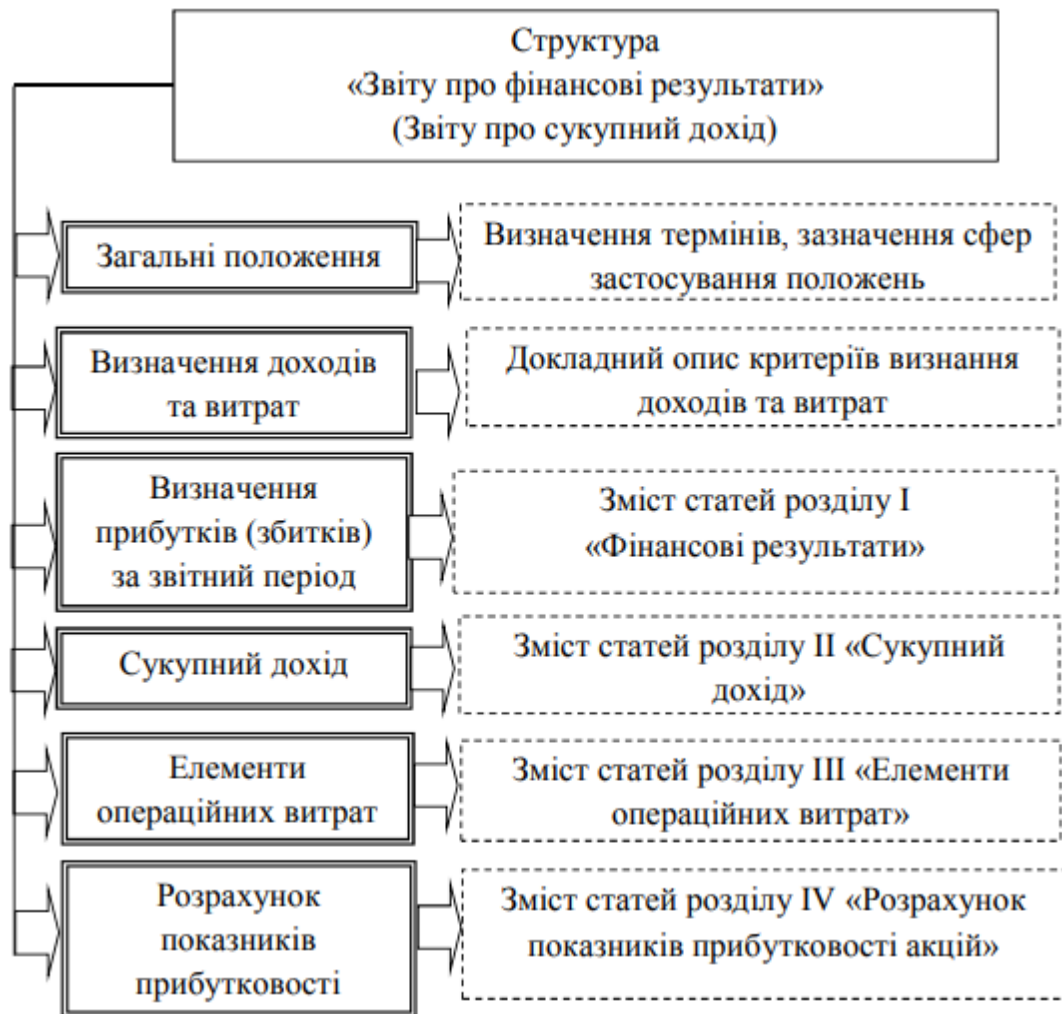 Структура
«Звіту про фінансові результати»
(Звіту про сукупний дохід)
Загальні положення
Визначення термінів, зазначення сфер
застосування положень
Визначення доходів
та витрат
Докладний опис критеріїв визнання
доходів та витрат
Визначення
прибутків (збитків)
за звітний період
Зміст статей розділу І
«Фінансові результати»
Сукупний дохід
Зміст статей розділу ІІ «Сукупний
дохід»
Елементи
операційних витрат
Зміст статей розділу ІІІ «Елементи
операційних витрат»
Розрахунок
показників
прибутковості
Зміст статей розділу IV «Розрахунок
показників прибутковості акцій»